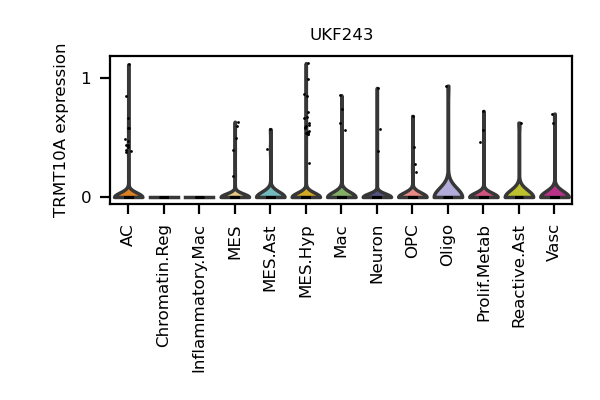 UKF243
TRMT10A expression
1
0
AC
Chromatin.Reg
Inflammatory.Mac
MES
MES.Ast
MES.Hyp
Mac
Neuron
OPC
Oligo
Prolif.Metab
Reactive.Ast
Vasc